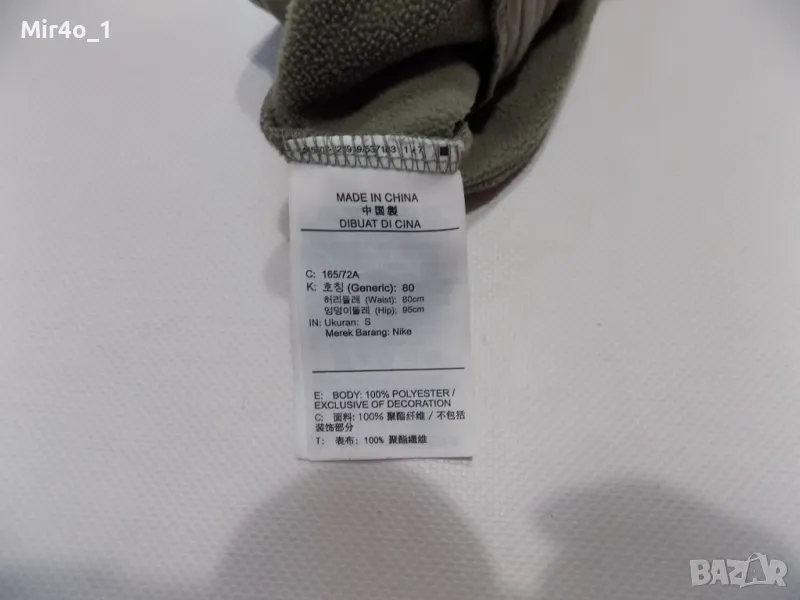 Mir4o_1
MADE IN CHINA
中国製
DIBUAT DI CINA
C: 165/72A
K: 호칭 (Generic): 80
허리둘레 (Waist): 80cm
엉덩이둘레 (Hip): 95cm
IN: Ukuran: S
Merek Barang: Nike
E: BODY: 100% POLYESTER /
EXCLUSIVE OF DECORATION
C: 面料: 100% 聚酯纤维 / 不包括
装饰部分
T: 表布: 100% 聚酯纖維
BAZAR